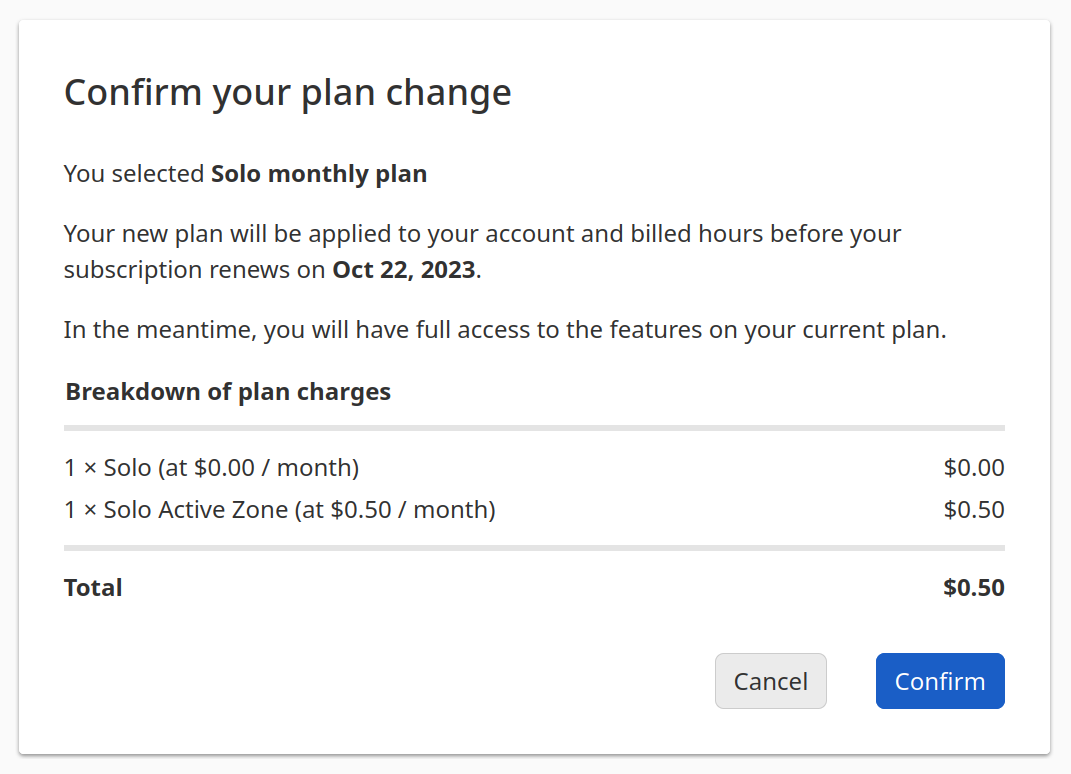 Confirm your plan change
You selected Solo monthly plan
Your new plan will be applied to your account and billed hours before your
subscription renews on Oct 22, 2023.
In the meantime, you will have full access to the features on your current plan.
Breakdown of plan charges
1 × Solo (at $0.00 / month) $0.00
1 × Solo Active Zone (at $0.50 / month) $0.50
Total $0.50
Cancel Confirm